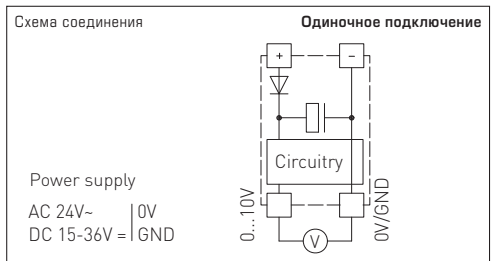 Схема соединения
Одиночное подключение
+ −
Circuitry
Power supply
AC 24V~ | 0V
DC 15-36V = | GND
0...10V
0V/GND
V